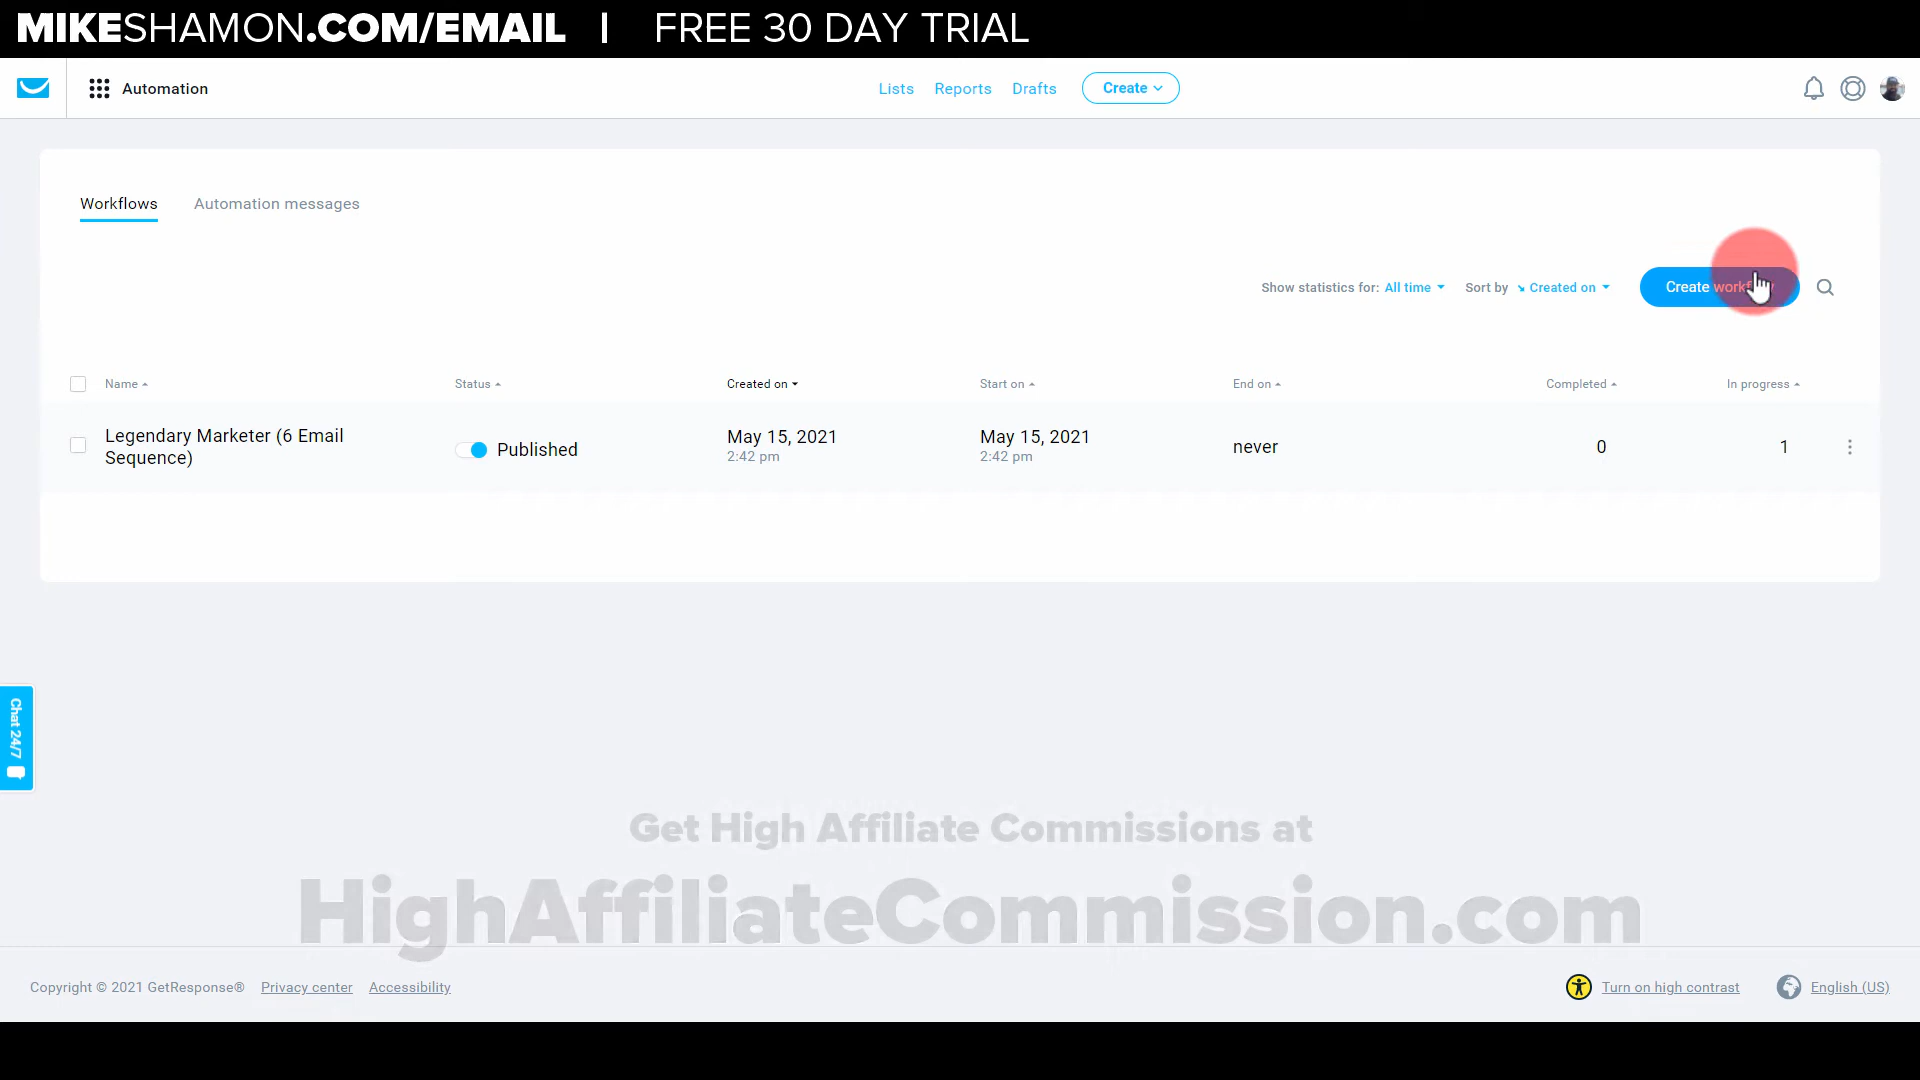 MIKESHAMON.COM/EMAIL | FREE 30 DAY TRIAL
Automation
Lists Reports Drafts Create
Workflows Automation messages
Show statistics for: All time Sort by Created on Create workflow
Name Status Created on Start on End on Completed In progress
Legendary Marketer (6 Email
Sequence)
Published
May 15, 2021
2:42 pm
May 15, 2021
2:42 pm
never
0
1
Chat 24/7
Get High Affiliate Commissions at
HighAffiliateCommission.com
Copyright © 2021 GetResponse® Privacy center Accessibility
Turn on high contrast English (US)